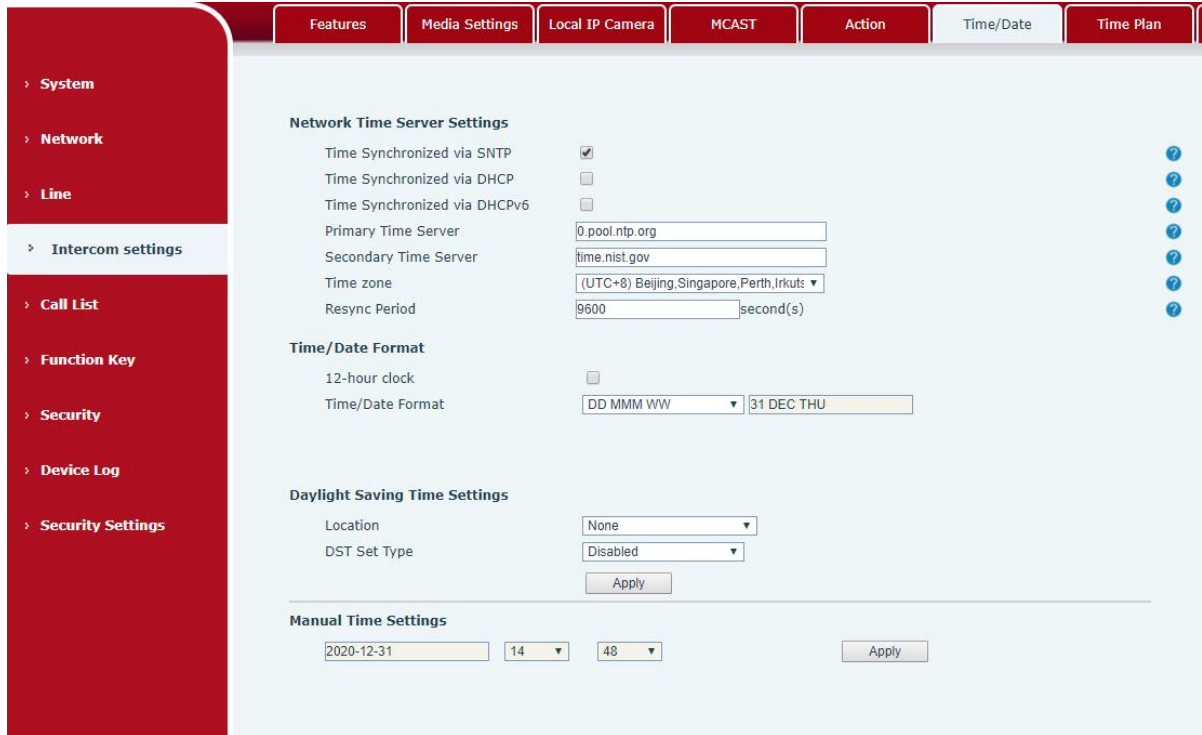 Features Media Settings Local IP Camera MCAST Action Time/Date Time Plan
System
Network
Line
Intercom settings
Call List
Function Key
Security
Device Log
Security Settings
Network Time Server Settings
Time Synchronized via SNTP
Time Synchronized via DHCP
Time Synchronized via DHCPv6
Primary Time Server 0.pool.ntp.org
Secondary Time Server time.nist.gov
Time zone (UTC+8) Beijing,Singapore,Perth,Irkuts
Resync Period 9600 second(s)
Time/Date Format
12-hour clock
Time/Date Format DD MMM WW 31 DEC THU
Daylight Saving Time Settings
Location None
DST Set Type Disabled
Apply
Manual Time Settings
2020-12-31 14 48 Apply